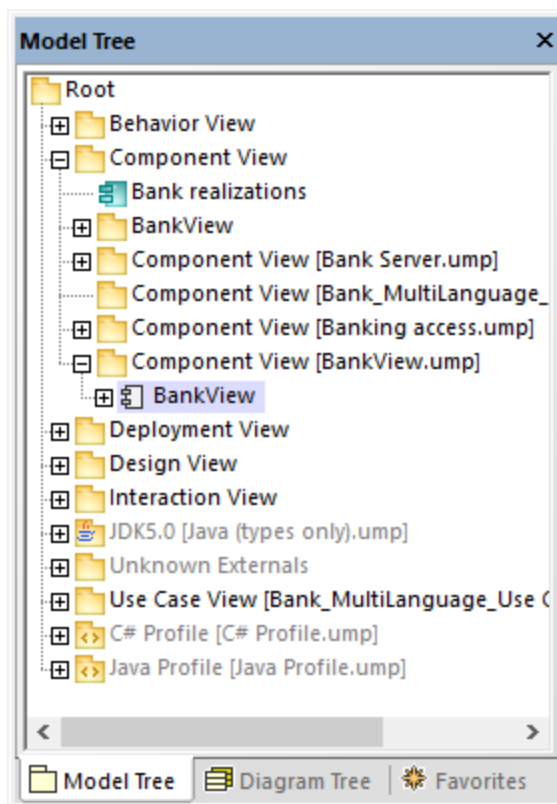 Model Tree
Root
Behavior View
Component View
Bank realizations
BankView
Component View [Bank Server.ump]
Component View [Bank_MultiLanguage_
Component View [Banking access.ump]
Component View [BankView.ump]
BankView
Deployment View
Design View
Interaction View
JDK5.0 [Java (types only).ump]
Unknown Externals
Use Case View [Bank_MultiLanguage_Use
C# Profile [C# Profile.ump]
Java Profile [Java Profile.ump]
Model Tree Diagram Tree Favorites